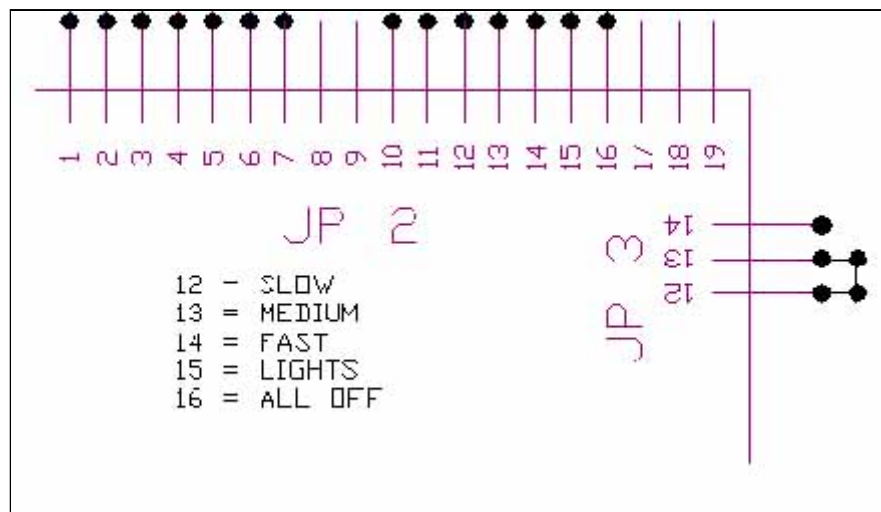 1 2 3 4 5 6 7 8 9 10 11 12 13 14 15 16 17 18 19
JP 2
12 - SLOW
13 = MEDIUM
14 = FAST
15 = LIGHTS
16 = ALL OFF
JP 3
14
13
12